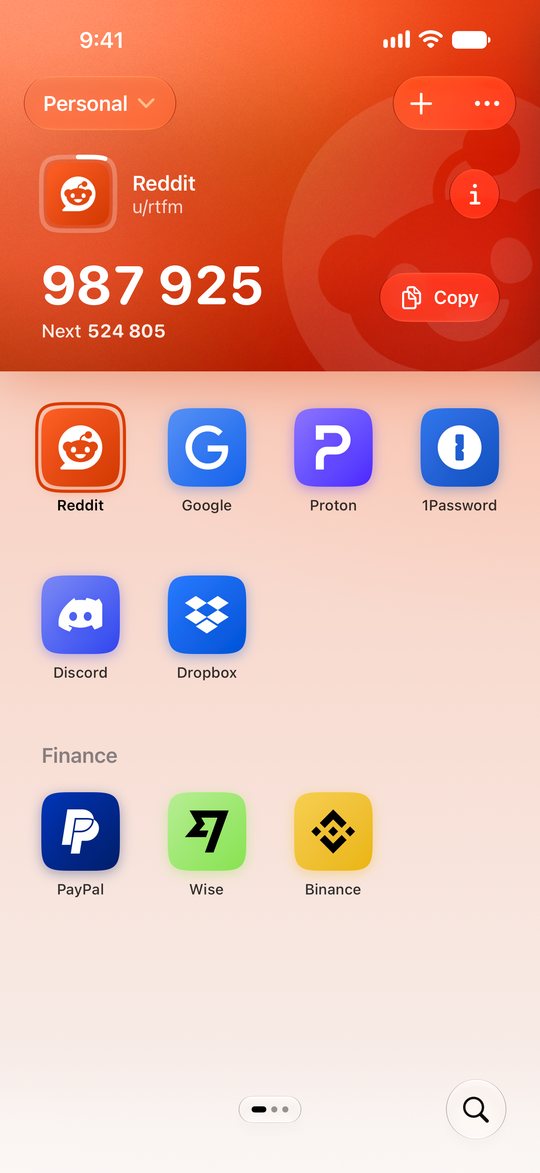 9:41
Personal
Reddit
u/rtfm
987 925
Next 524 805
Copy
Reddit Google Proton 1Password
Discord Dropbox
Finance
PayPal Wise Binance